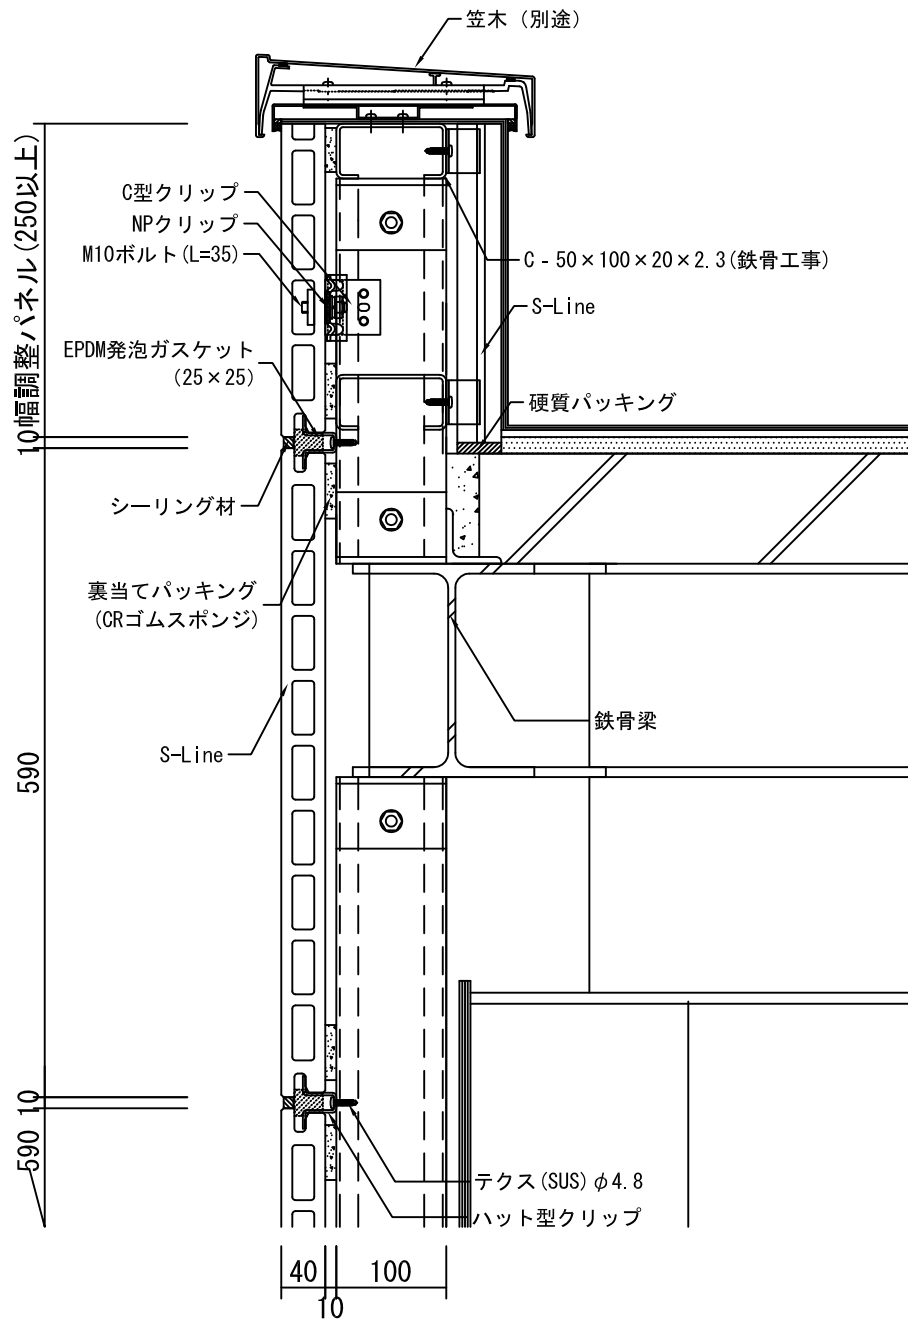 笠木（別途）
C型クリップ
NPクリップ
M10ボルト(L=35)
C-50×100×20×2.3(鉄骨工事)
S-Line
EPDM発泡ガスケット
(25×25)
硬質パッキング
シーリング材
裏当てパッキング
(CRゴムスポンジ)
鉄骨梁
S-Line
テクス(SUS)φ4.8
ハット型クリップ
幅調整パネル(250以上)
10
590
10
590
40
10
100